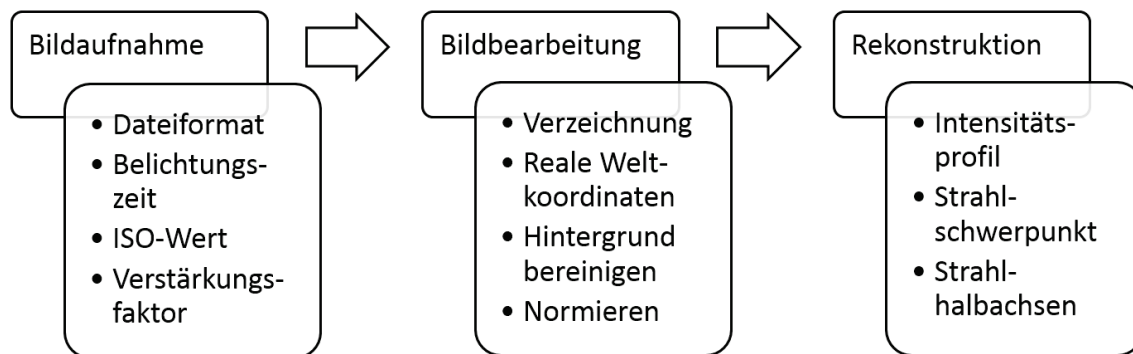 Bildaufnahme
• Dateiformat
• Belichtungs-
zeit
• ISO-Wert
• Verstärkungs-
faktor
Bildbearbeitung
• Verzeichnung
• Reale Welt-
koordinaten
• Hintergrund
bereinigen
• Normieren
Rekonstruktion
• Intensitäts-
profil
• Strahl-
schwerpunkt
• Strahl-
halbachsen